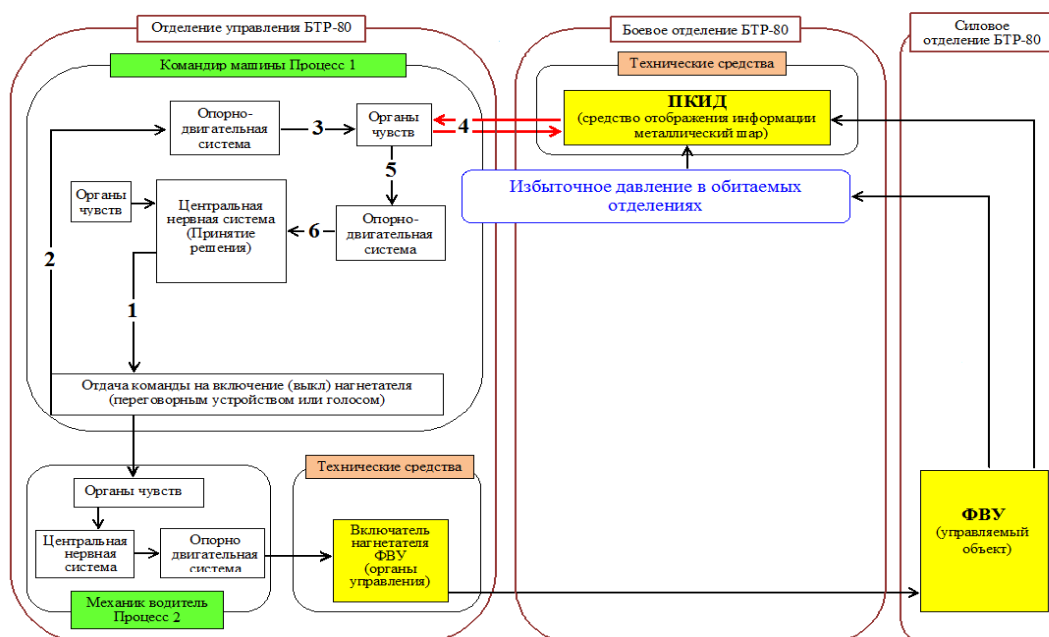 Отделение управления БТР-80
Боевое отделение БТР-80
Силовое
отделение БТР-80
Командир машины Процесс 1
Технические средства
Опорно-
двигательная
система
3
Органы
чувств
4
ПКИД
(средство отображения информации
металлический шар)
5
Органы
чувств
Центральная
нервная система
(Принятие
решения)
6
Опорно-
двигательная
система
Избыточное давление в обитаемых
отделениях
2
1
Отдача команды на включение (выкл) нагнетателя
(переговорным устройством или голосом)
Технические средства
Органы чувств
Центральная
нервная
система
Опорно
двигательная
система
Включатель
нагнетателя
ФВУ
(органы
управления)
ФВУ
(управляемый
объект)
Механик водитель
Процесс 2